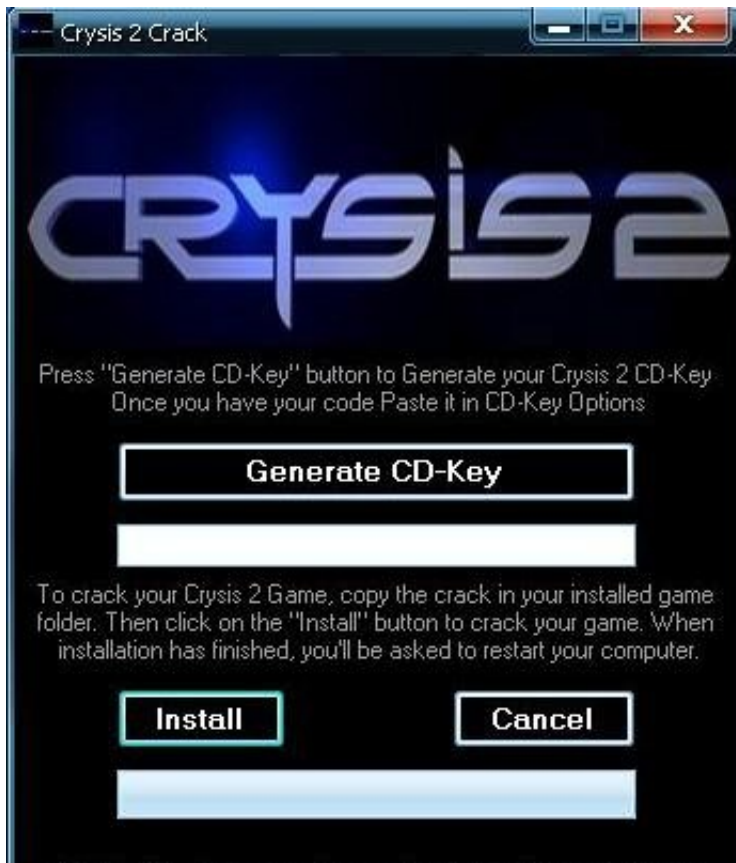 Crysis 2 Crack
CRYSIS 2
Press "Generate CD-Key" button to Generate your Crysis 2 CD-Key
Once you have your code Paste it in CD-Key Options
Generate CD-Key
To crack your Crysis 2 Game, copy the crack in your installed game
folder. Then click on the "Install" button to crack your game. When
installation has finished, you'll be asked to restart your computer.
Install Cancel